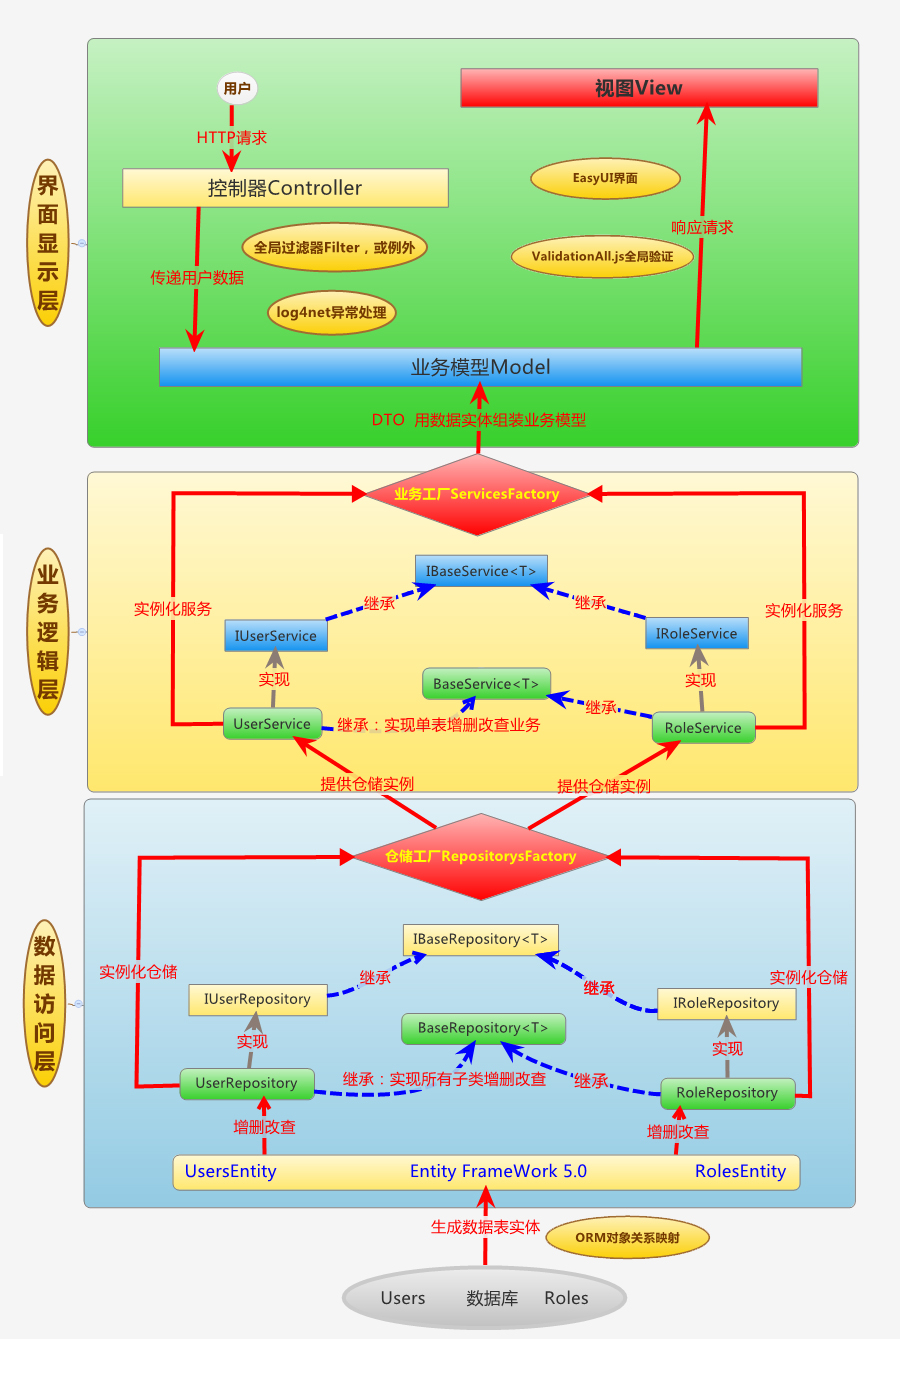 界面显示层
用户
视图View
HTTP请求
控制器Controller
EasyUI界面
响应请求
全局过滤器Filter，或例外
ValidationAll.js全局验证
传递用户数据
log4net异常处理
业务模型Model
DTO 用数据实体组装业务模型
业务逻辑层
业务工厂ServicesFactory
IBaseService<T>
继承
继承
实例化服务
实例化服务
IUserService
IRoleService
实现
BaseService<T>
实现
继承
UserService
继承：实现单表增删改查业务
RoleService
提供仓储实例
提供仓储实例
数据访问层
仓储工厂RepositorysFactory
IBaseRepository<T>
实例化仓储
继承
继承
实例化仓储
IUserRepository
IRoleRepository
BaseRepository<T>
实现
实现
UserRepository
继承：实现所有子类增删改查
继承
RoleRepository
增删改查
增删改查
UsersEntity Entity FrameWork 5.0 RolesEntity
生成数据表实体
ORM对象关系映射
Users 数据库 Roles